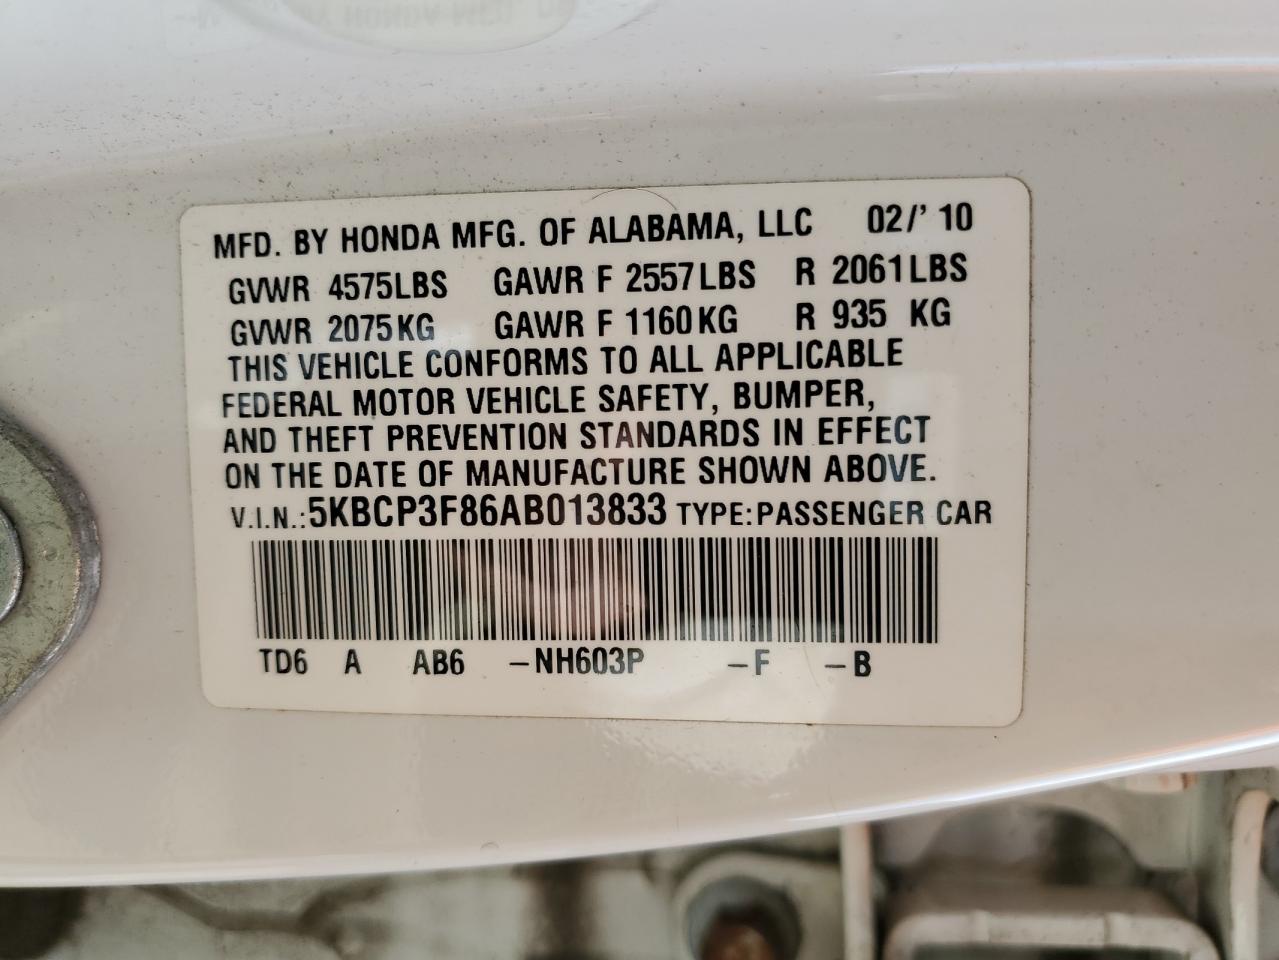 MFD. BY HONDA MFG. OF ALABAMA, LLC 02/'10
GVWR 4575LBS GAWR F 2557LBS R 2061LBS
GVWR 2075KG GAWR F 1160KG R 935 KG
THIS VEHICLE CONFORMS TO ALL APPLICABLE
FEDERAL MOTOR VEHICLE SAFETY, BUMPER,
AND THEFT PREVENTION STANDARDS IN EFFECT
ON THE DATE OF MANUFACTURE SHOWN ABOVE.
V.I.N.:5KBCP3F86AB013833 TYPE:PASSENGER CAR
TD6 A AB6 -NH603P -F -B